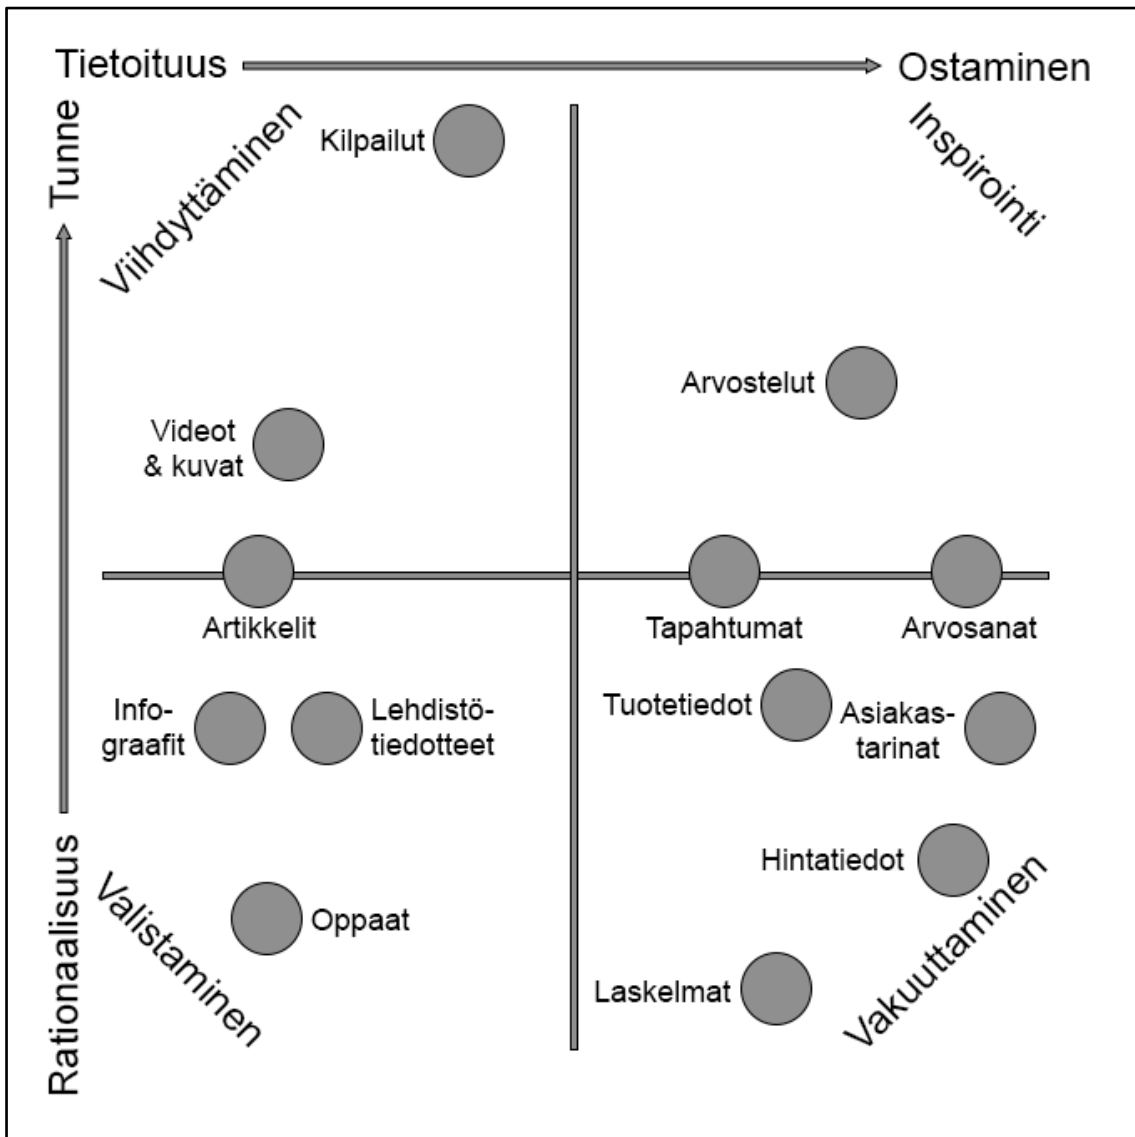 Tietoituus
Ostaminen
Tunne
Viihdyttäminen
Kilpailut
Inspirointi
Arvostelut
Videot
& kuvat
Artikkelit
Tapahtumat
Arvosanat
Info-
graafit
Lehdistö-
tiedotteet
Tuotetiedot
Asiakas-
tarinat
Hintatiedot
Rationaalisuus
Valistaminen
Oppaat
Laskelmat
Vakuuttaminen